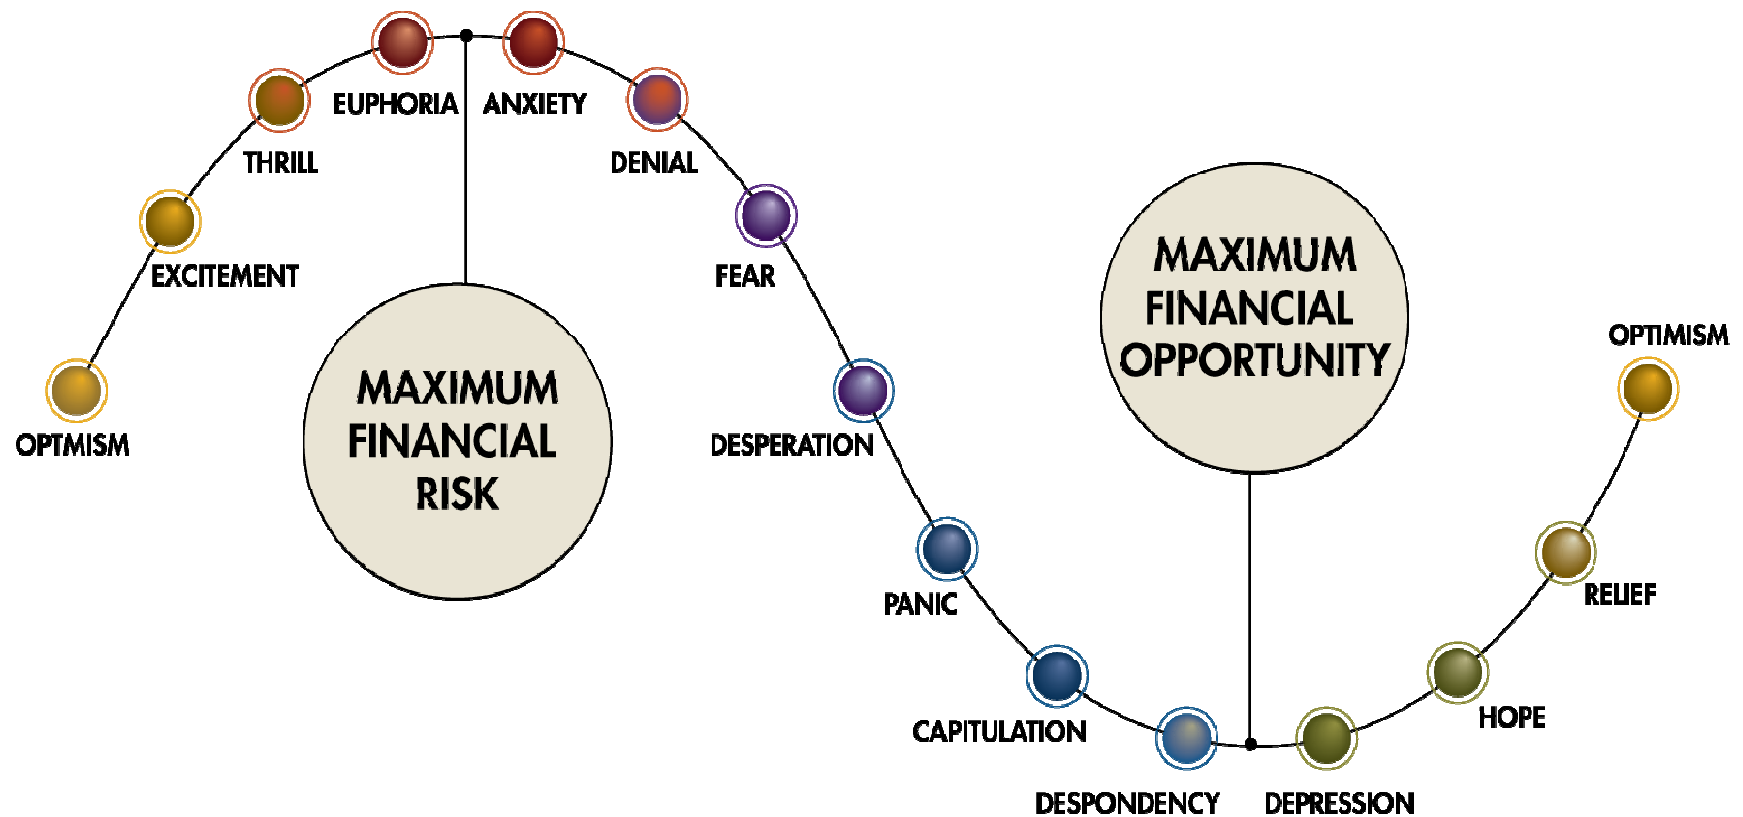 EUPHORIA
ANXIETY
THRILL
DENIAL
EXCITEMENT
FEAR
OPTMISM
MAXIMUM
FINANCIAL
RISK
DESPERATION
MAXIMUM
FINANCIAL
OPPORTUNITY
OPTIMISM
PANIC
RELIEF
CAPITULATION
HOPE
DESPONDENCY
DEPRESSION